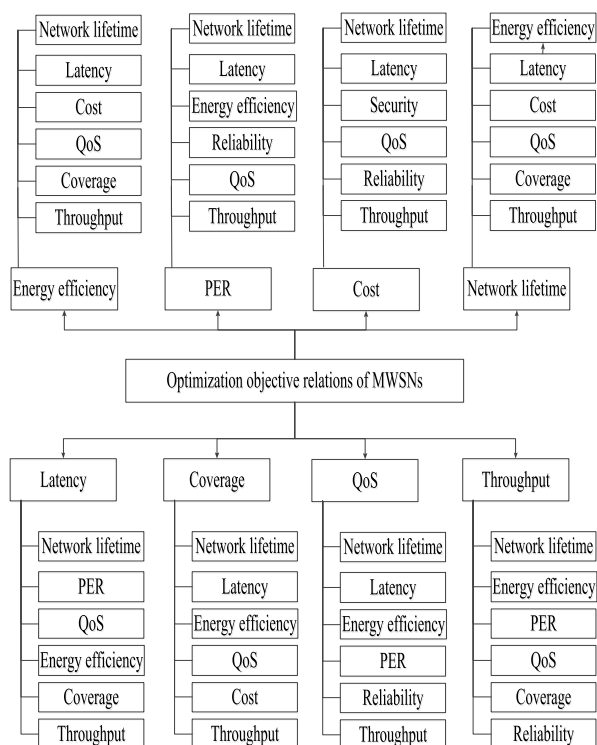 Network lifetime
Latency
Cost
QoS
Coverage
Throughput
Energy efficiency
Network lifetime
Latency
Energy efficiency
Reliability
QoS
Throughput
PER
Network lifetime
Latency
Security
QoS
Reliability
Throughput
Cost
Energy efficiency
Latency
Cost
QoS
Coverage
Throughput
Network lifetime
Optimization objective relations of MWSNs
Latency
Network lifetime
PER
QoS
Energy efficiency
Coverage
Throughput
Coverage
Network lifetime
Latency
Energy efficiency
QoS
Cost
Throughput
QoS
Network lifetime
Latency
Energy efficiency
PER
Reliability
Throughput
Throughput
Network lifetime
Energy efficiency
PER
QoS
Coverage
Reliability